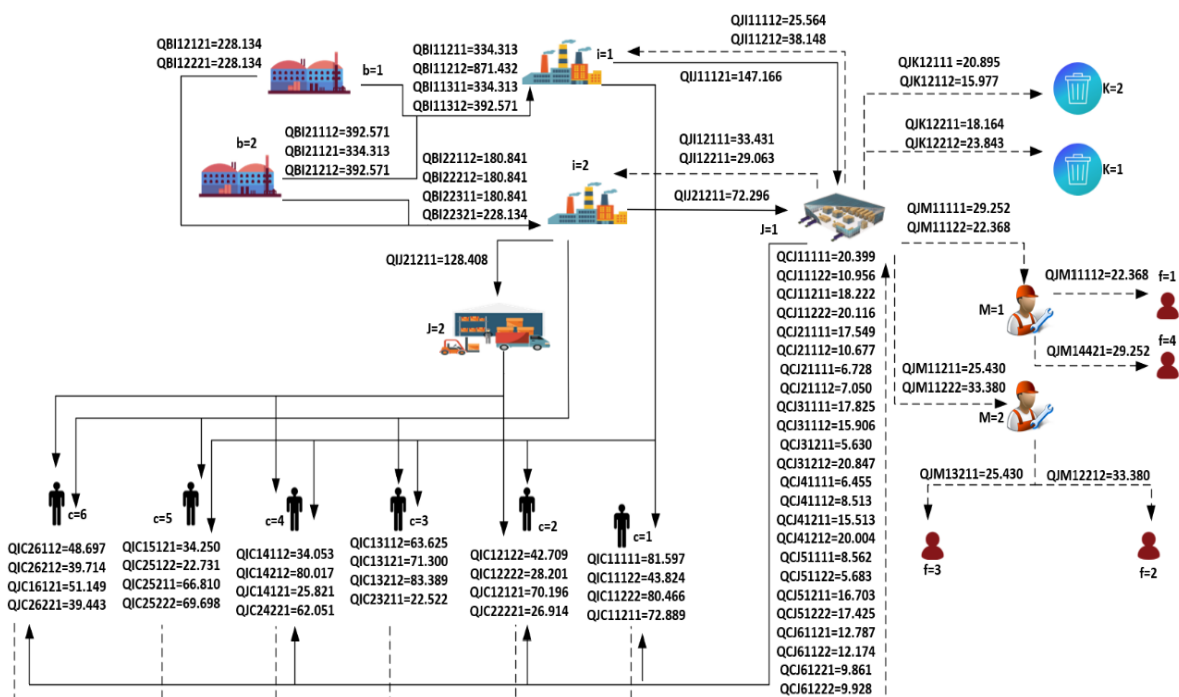 QBI12121=228.134
QBI12221=228.134
b=1
QBI11211=334.313
QBI11212=871.432
QBI11311=334.313
QBI11312=392.571
i=1
QJI11112=25.564
QJI11212=38.148
QIJ11121=147.166
QJK12111 =20.895
QJK12112=15.977
K=2
QJK12211=18.164
QJK12212=23.843
K=1
b=2
QBI21112=392.571
QBI21121=334.313
QBI21212=392.571
QBI22112=180.841
QBI22212=180.841
QBI22311=180.841
QBI22321=228.134
i=2
QJI12111=33.431
QJI12211=29.063
QIJ21211=72.296
J=1
QJM11111=29.252
QJM11122=22.368
QIJ21211=128.408
J=2
M=1
QJM11112=22.368
f=1
QJM14421=29.252
f=4
QJM11211=25.430
QJM11222=33.380
M=2
QJM13211=25.430
QJM12212=33.380
f=3
f=2
QCJ11111=20.399
QCJ11122=10.956
QCJ11211=18.222
QCJ11222=20.116
QCJ21111=17.549
QCJ21112=10.677
QCJ21111=6.728
QCJ21112=7.050
QCJ31111=17.825
QCJ31112=15.906
QCJ31211=5.630
QCJ31212=20.847
QCJ41111=6.455
QCJ41112=8.513
QCJ41211=15.513
QCJ41212=20.004
QCJ51111=8.562
QCJ51122=5.683
QCJ51211=16.703
QCJ51222=17.425
QCJ61121=12.787
QCJ61122=12.174
QCJ61221=9.861
QCJ61222=9.928
c=6
QIC26112=48.697
QIC26212=39.714
QJC16121=51.149
QJC26221=39.443
c=5
QIC15121=34.250
QIC25122=22.731
QIC25211=66.810
QIC25222=69.698
c=4
QIC14112=34.053
QIC14212=80.017
QJC14121=25.821
QJC24221=62.051
c=3
QIC13112=63.625
QIC13121=71.300
QIC13212=83.389
QIC23211=22.522
c=2
QIC12122=42.709
QIC12222=28.201
QJC12121=70.196
QJC22221=26.914
c=1
QIC11111=81.597
QIC11122=43.824
QIC11222=80.466
QJC11211=72.889